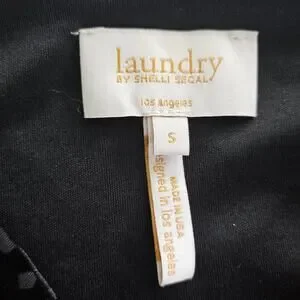 laundry
BY SHELLI SEGAL
los angeles
S
MADE IN USA
signed in los angeles